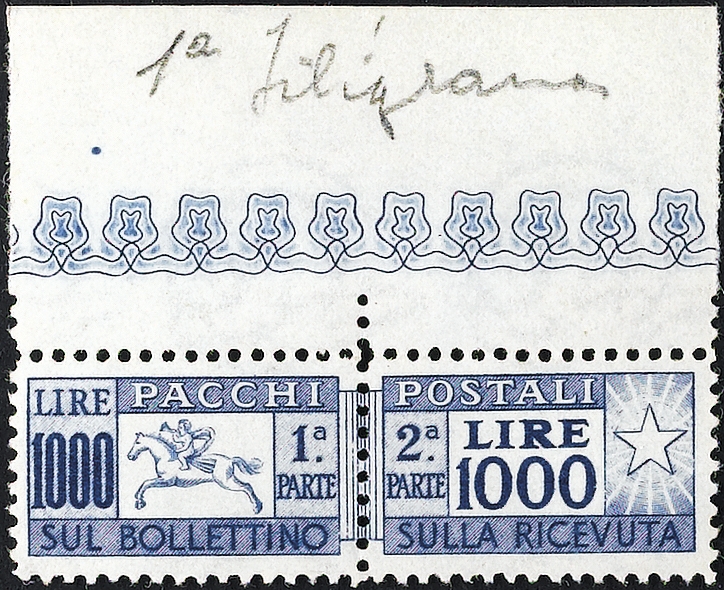 1ª filigrana
LIRE 1000
PACCHI
1ª. PARTE
SUL BOLLETTINO
POSTALI
2ª. PARTE
LIRE 1000
SULLA RICEVUTA